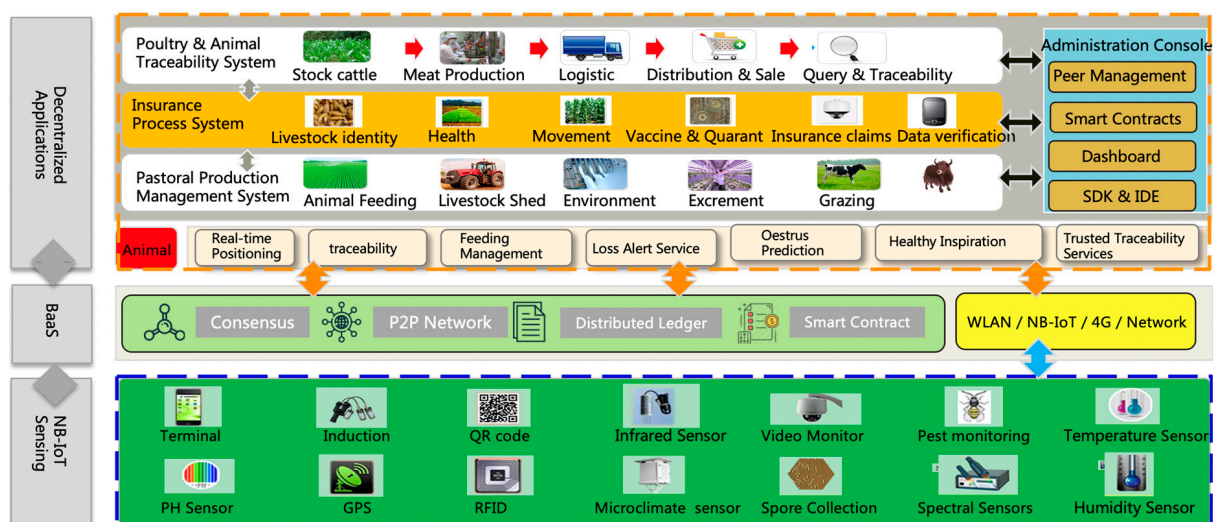 Decentralized
Applications
BaaS
NB-IoT
Sensing
Poultry & Animal
Traceability System
Stock cattle
Meat Production
Logistic
Distribution & Sale
Query & Traceability
Insurance
Process System
Livestock identity
Health
Movement
Vaccine & Quarant
Insurance claims
Data verification
Pastoral Production
Management System
Animal Feeding
Livestock Shed
Environment
Excrement
Grazing
Administration Console
Peer Management
Smart Contracts
Dashboard
SDK & IDE
Animal
Real-time
Positioning
traceability
Feeding
Management
Loss Alert Service
Oestrus
Prediction
Healthy Inspiration
Trusted Traceability
Services
Consensus
P2P Network
Distributed Ledger
Smart Contract
WLAN / NB-IoT / 4G / Network
Terminal
Induction
QR code
Infrared Sensor
Video Monitor
Pest monitoring
Temperature Sensor
PH Sensor
GPS
RFID
Microclimate sensor
Spore Collection
Spectral Sensors
Humidity Sensor